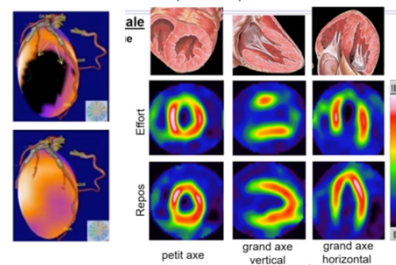 ale
e
Effort
Repos
petit axe
grand axe
vertical
grand axe
horizontal